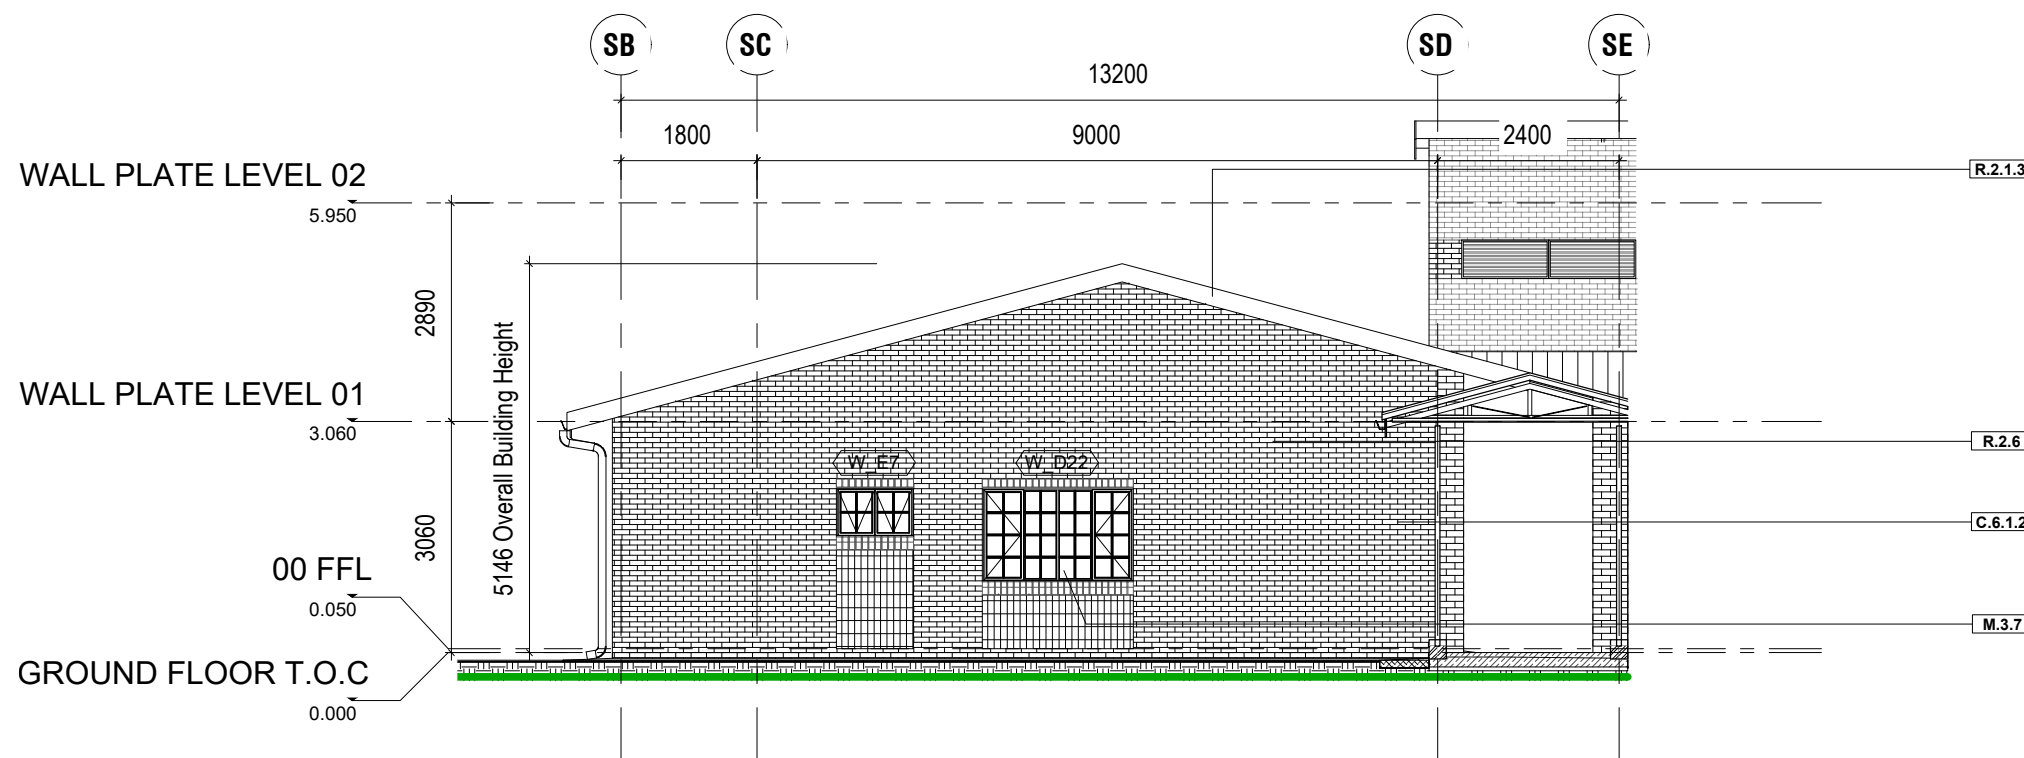 SB SC SD SE
13200
1800 9000 2400
R.2.1.3
WALL PLATE LEVEL 02
5.950
2890
5146 Overall Building Height
WALL PLATE LEVEL 01
3.060
R.2.6
W_E7 W_D22
3060
C.6.1.2
00 FFL
0.050
M.3.7
GROUND FLOOR T.O.C
0.000